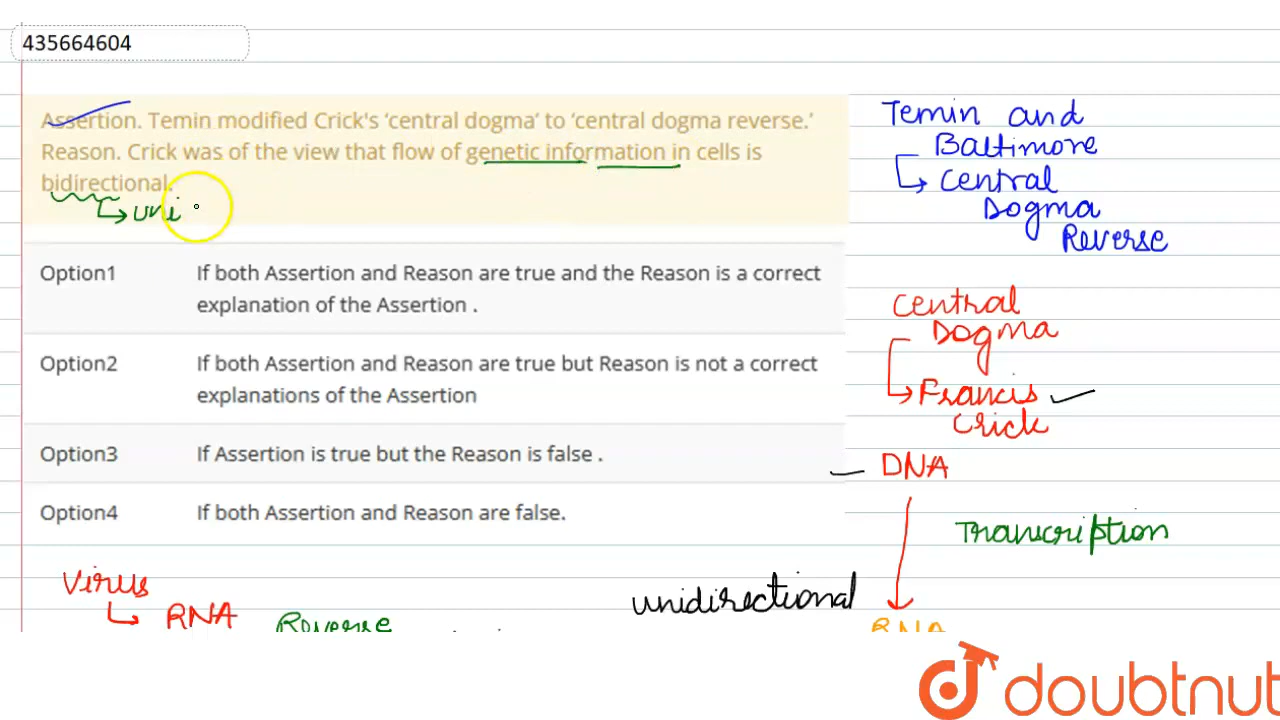 435664604
Assertion. Temin modified Crick's ‘central dogma’ to ‘central dogma reverse.’
Reason. Crick was of the view that flow of genetic information in cells is
bidirectional.
uni
Option1 If both Assertion and Reason are true and the Reason is a correct
explanation of the Assertion .
Option2 If both Assertion and Reason are true but Reason is not a correct
explanations of the Assertion
Option3 If Assertion is true but the Reason is false .
Option4 If both Assertion and Reason are false.
Virus
RNA
Reverse
unidirectional
Temin and
Baltimore
Central
Dogma
Reverse
Central
Dogma
Francis
Crick
DNA
Transcription
RNA
doubtnut